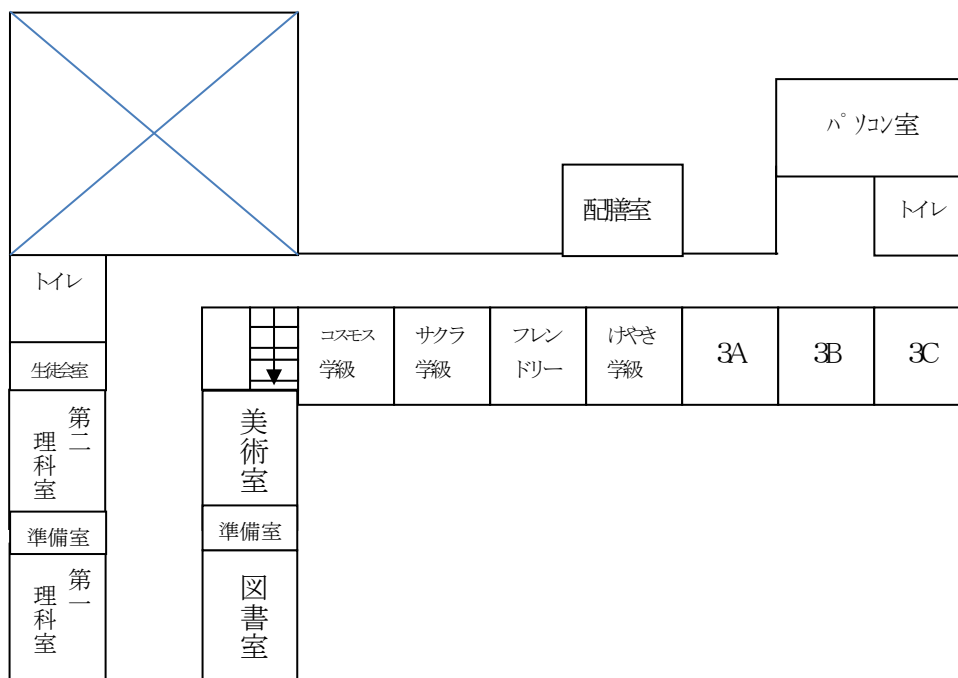 パソコン室
配膳室
トイレ
トイレ
生徒会室
コスモス
学級
サクラ
学級
フレン
ドリー
けやき
学級
3A
3B
3C
第二
理科室
美術室
準備室
準備室
第一
理科室
図書室